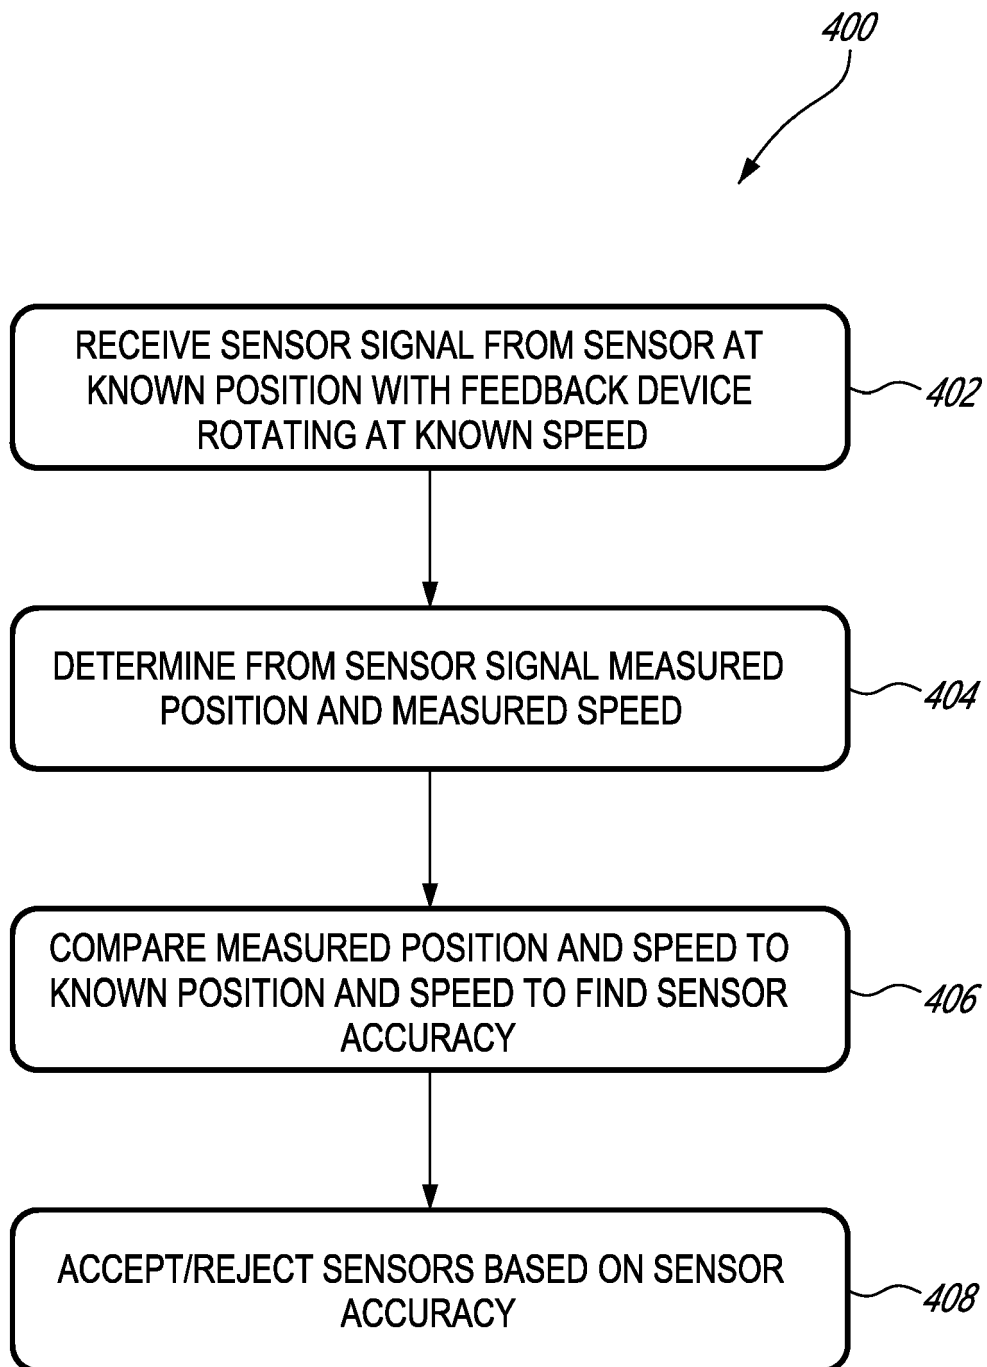 400
RECEIVE SENSOR SIGNAL FROM SENSOR AT
KNOWN POSITION WITH FEEDBACK DEVICE
ROTATING AT KNOWN SPEED
402
DETERMINE FROM SENSOR SIGNAL MEASURED
POSITION AND MEASURED SPEED
404
COMPARE MEASURED POSITION AND SPEED TO
KNOWN POSITION AND SPEED TO FIND SENSOR
ACCURACY
406
ACCEPT/REJECT SENSORS BASED ON SENSOR
ACCURACY
408